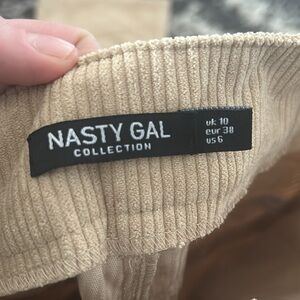 NASTY GAL
COLLECTION
uk 10
eur 38
us 6